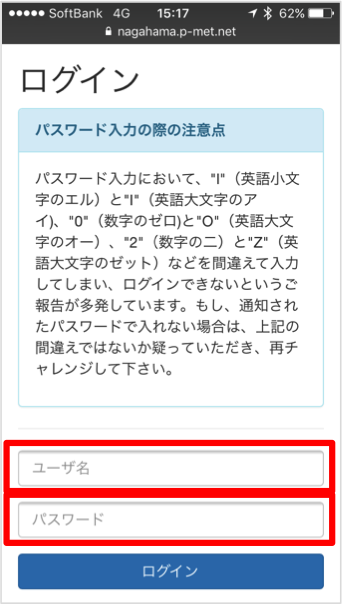 SoftBank 4G 15:17 62%
nagahama.p-met.net
ログイン
パスワード入力の際の注意点
パスワード入力において、"l"（英語小文
字のエル）と"I"（英語大文字のア
イ)、"0"（数字のゼロ)と"O"（英語大文
字のオー）、"2"（数字の二）と"Z"（英
語大文字のゼット）などを間違えて入力
してしまい、ログインできないというご
報告が多発しています。もし、通知され
たパスワードで入れない場合は、上記の
間違えではないか疑っていただき、再チ
ャレンジして下さい。
ユーザ名
パスワード
ログイン